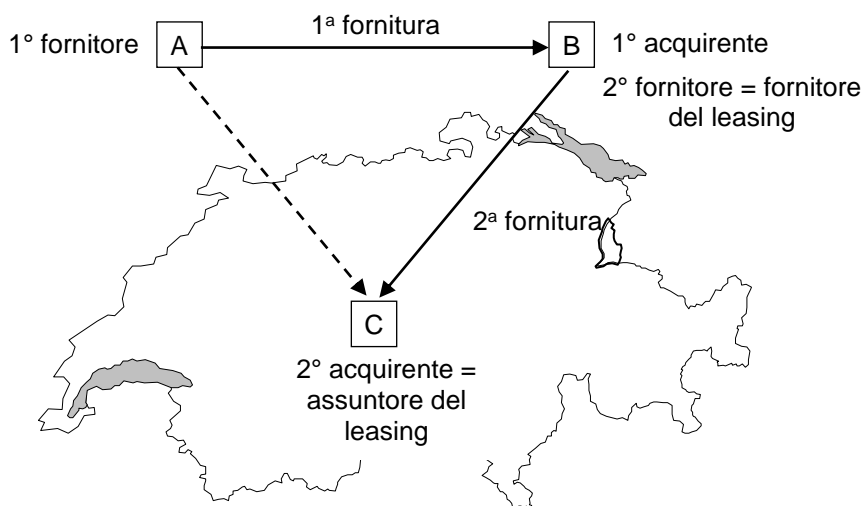 1ª fornitura
1° fornitore
A
B
1° acquirente
2° fornitore = fornitore
del leasing
2ª fornitura
C
2° acquirente =
assuntore del
leasing